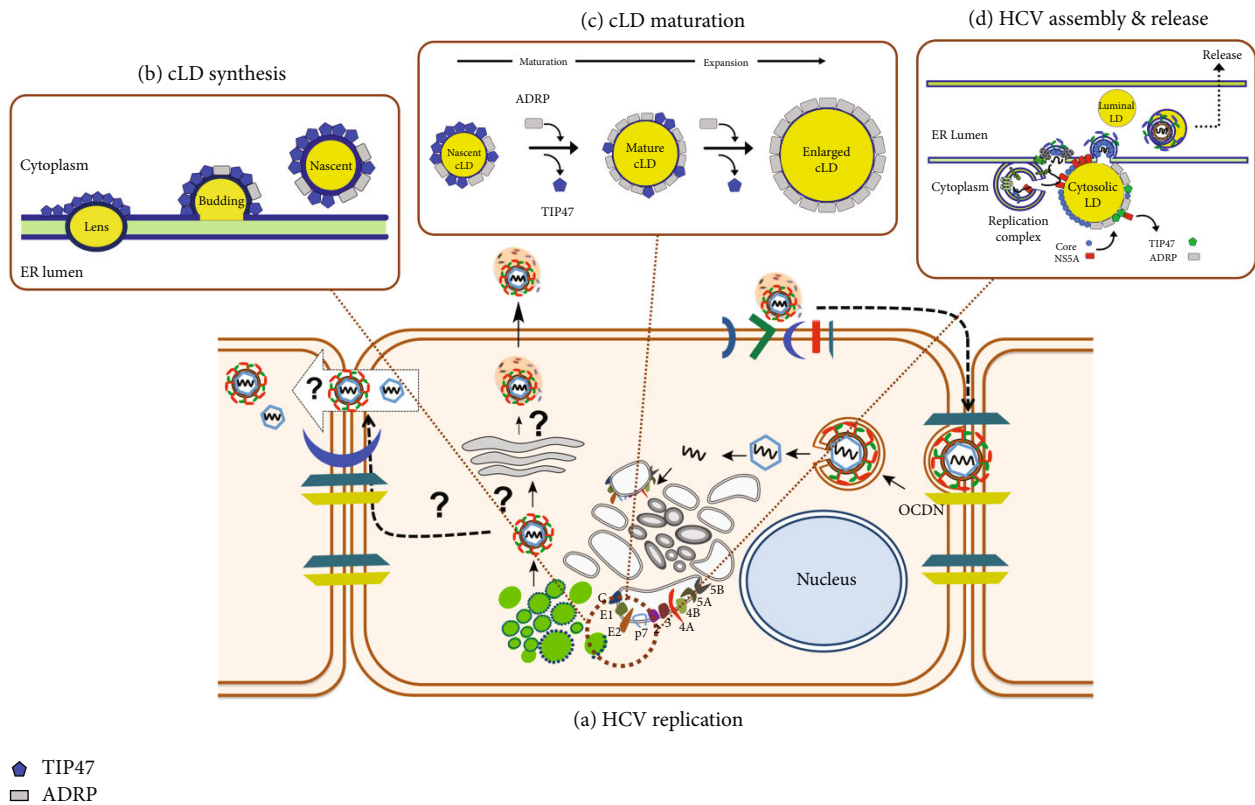 (c) cLD maturation
(d) HCV assembly & release
(b) cLD synthesis
Maturation
Expansion
ADRP
Nascent
cLD
Mature
cLD
Enlarged
cLD
TIP47
Release
Luminal
LD
ER Lumen
Cytoplasm
Cytosolic
LD
Replication
complex
Core
NS5A
TIP47
ADRP
Cytoplasm
Nascent
Budding
Lens
ER lumen
?
?
?
?
OCDN
Nucleus
C
E1
E2
p7
2
3
4A
4B
5A
5B
(a) HCV replication
TIP47
ADRP